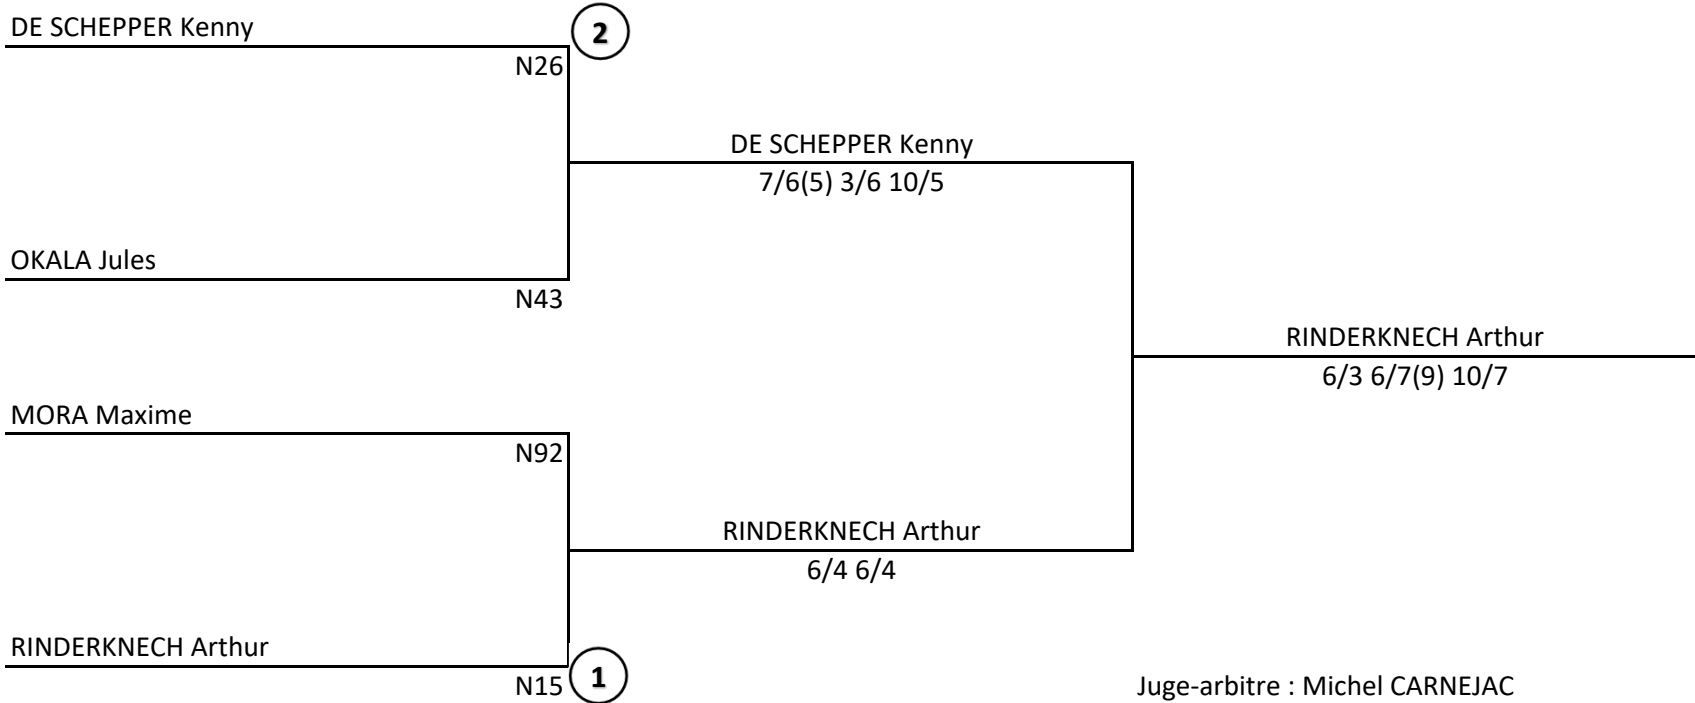 DE SCHEPPER Kenny
2
N26
DE SCHEPPER Kenny
7/6(5) 3/6 10/5
OKALA Jules
N43
RINDERKNECH Arthur
6/3 6/7(9) 10/7
MORA Maxime
N92
RINDERKNECH Arthur
6/4 6/4
RINDERKNECH Arthur
N15
1
Juge-arbitre : Michel CARNEJAC